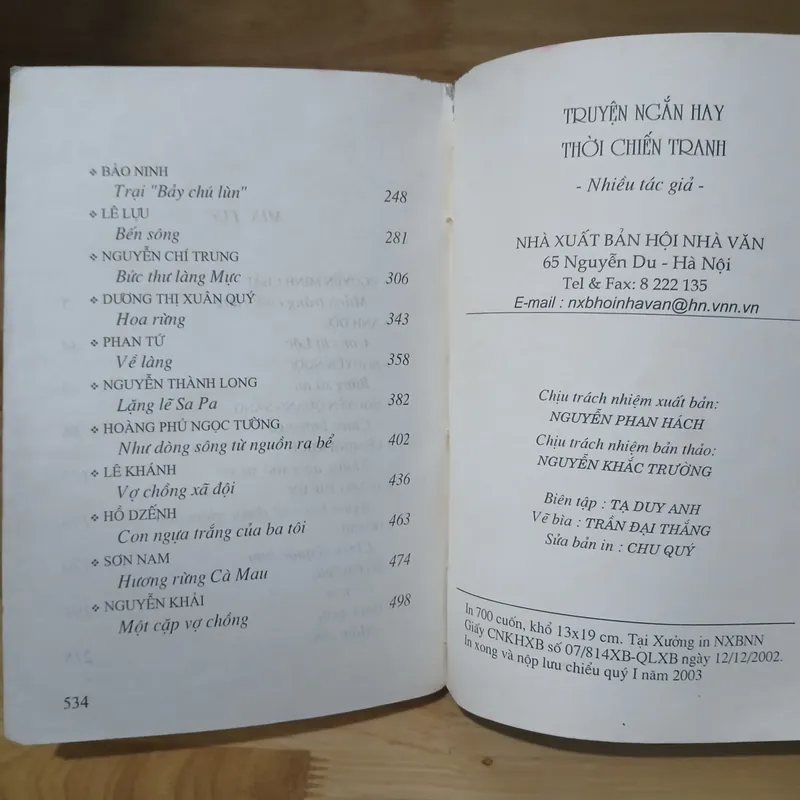 ❖ BẢO NINH
Trại "Bảy chú lùn" 248
❖ LÊ LỰU
Bến sông 281
❖ NGUYỄN CHÍ TRUNG
Bức thư làng Mực 306
❖ DƯƠNG THỊ XUÂN QUÝ
Hoa rừng 343
❖ PHAN TỨ
Về làng 358
❖ NGUYỄN THÀNH LONG
Lặng lẽ Sa Pa 382
❖ HOÀNG PHỦ NGỌC TƯỜNG
Như dòng sông từ nguồn ra bể 402
❖ LÊ KHÁNH
Vợ chồng xã đội 436
❖ HỒ DZẾNH
Con ngựa trắng của ba tôi 463
❖ SƠN NAM
Hương rừng Cà Mau 474
❖ NGUYỄN KHẢI
Một cặp vợ chồng 498
534
TRUYỆN NGẮN HAY
THỜI CHIẾN TRANH
- Nhiều tác giả -
NHÀ XUẤT BẢN HỘI NHÀ VĂN
65 Nguyễn Du - Hà Nội
Tel & Fax: 8 222 135
E-mail : nxbhoinhavan@hn.vnn.vn
Chịu trách nhiệm xuất bản:
NGUYỄN PHAN HÁCH
Chịu trách nhiệm bản thảo:
NGUYỄN KHẮC TRƯỜNG
Biên tập : TẠ DUY ANH
Vẽ bìa : TRẦN ĐẠI THẮNG
Sửa bản in : CHU QUÝ
In 700 cuốn, khổ 13x19 cm. Tại Xưởng in NXBNN
Giấy CNKHXB số 07/814XB-QLXB ngày 12/12/2002.
In xong và nộp lưu chiểu quý I năm 2003